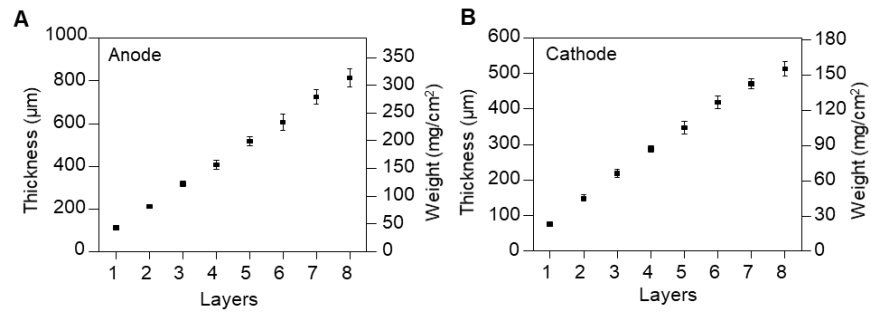 A
Anode
Thickness (µm)
1000
800
600
400
200
0
350
300
250
200
150
100
50
0
Weight (mg/cm²)
1 2 3 4 5 6 7 8
Layers
B
Cathode
Thickness (µm)
600
500
400
300
200
100
0
180
150
120
90
60
30
0
Weight (mg/cm²)
1 2 3 4 5 6 7 8
Layers